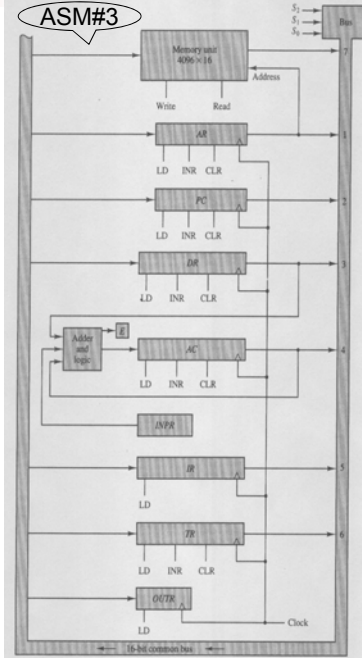 ASM#3
S₂
S₁
S₀
Bus
Memory unit
4096 × 16
7
Address
Write Read
AR
1
LD INR CLR
PC
2
LD INR CLR
DR
3
LD INR CLR
Adder
and
logic
E
AC
4
LD INR CLR
INPR
IR
5
LD
TR
6
LD INR CLR
OUTR
Clock
LD
16-bit common bus